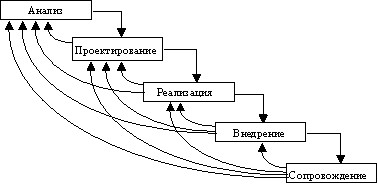 Анализ
Проектирование
Реализация
Внедрение
Сопровождение